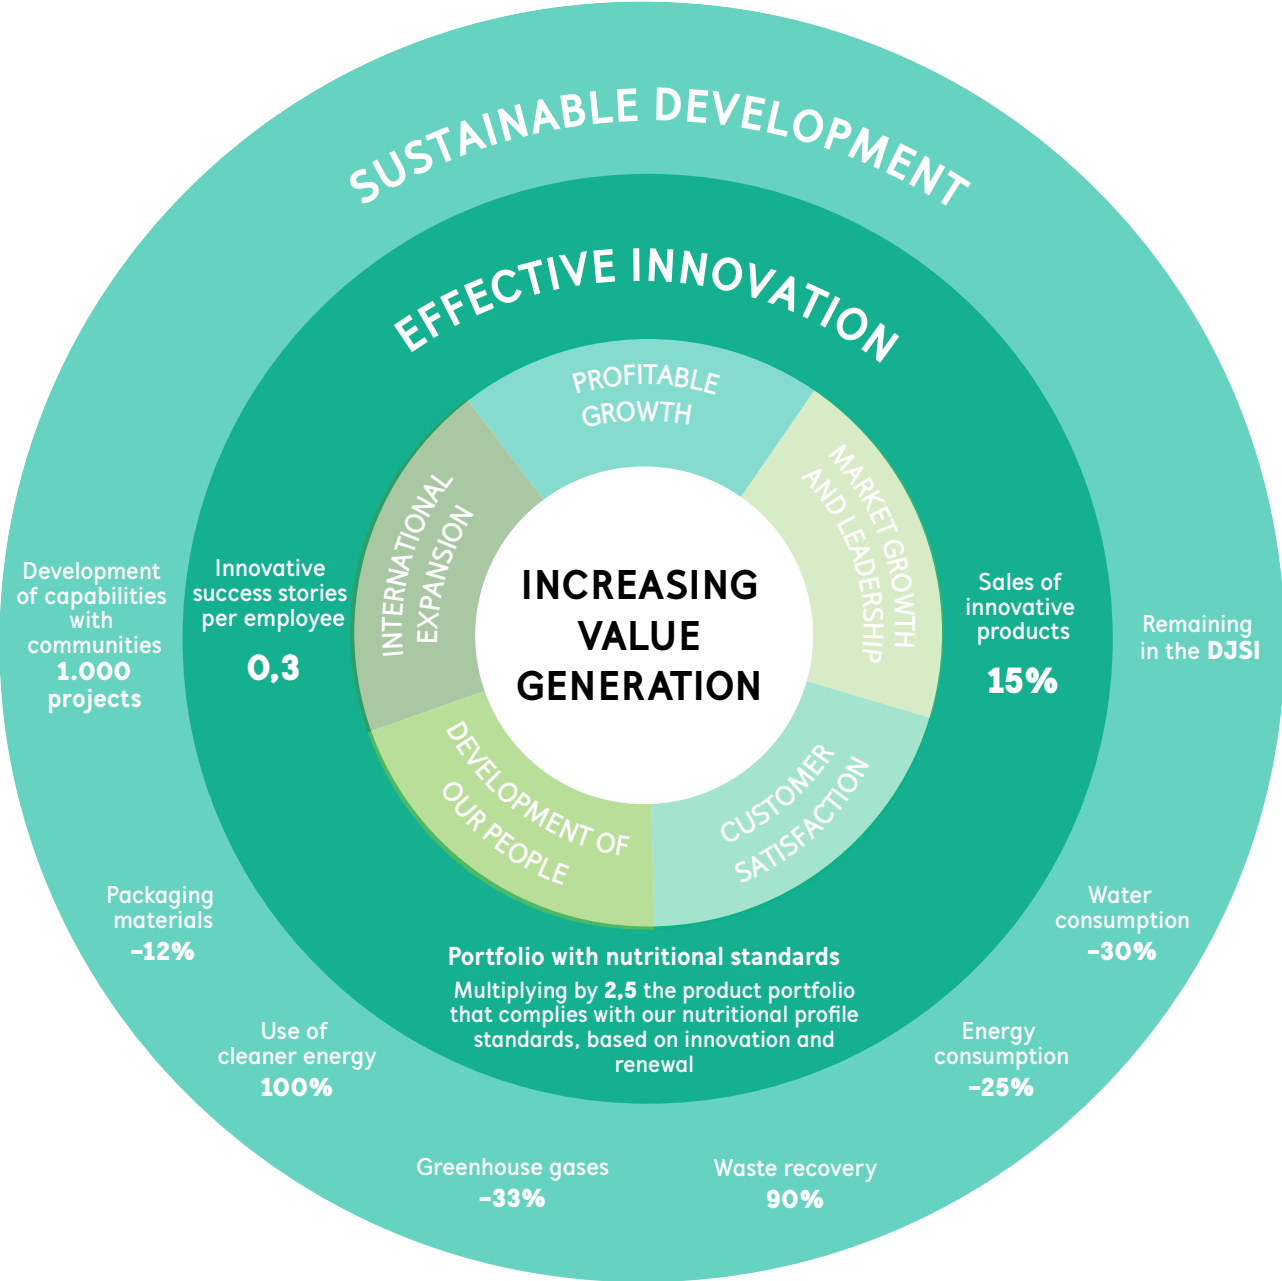 SUSTAINABLE DEVELOPMENT
EFFECTIVE INNOVATION
PROFITABLE
GROWTH
MARKET GROWTH
AND LEADERSHIP
CUSTOMER
SATISFACTION
DEVELOPMENT OF
OUR PEOPLE
INTERNATIONAL
EXPANSION
INCREASING
VALUE
GENERATION
Innovative
success stories
per employee
0,3
Sales of
innovative
products
15%
Portfolio with nutritional standards
Multiplying by 2,5 the product portfolio
that complies with our nutritional profile
standards, based on innovation and
renewal
Development
of capabilities
with
communities
1.000
projects
Remaining
in the DJSI
Packaging
materials
-12%
Water
consumption
-30%
Use of
cleaner energy
100%
Energy
consumption
-25%
Greenhouse gases
-33%
Waste recovery
90%